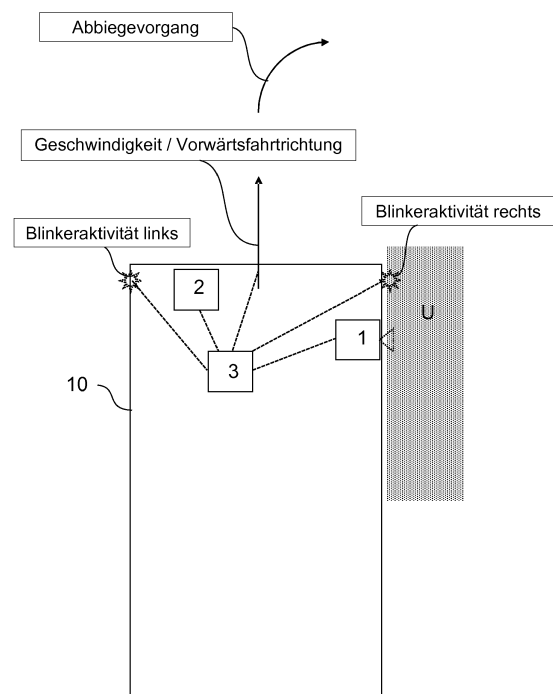 Abbiegevorgang
Geschwindigkeit / Vorwärtsfahrtrichtung
Blinkeraktivität rechts
Blinkeraktivität links
2
U
1
3
10